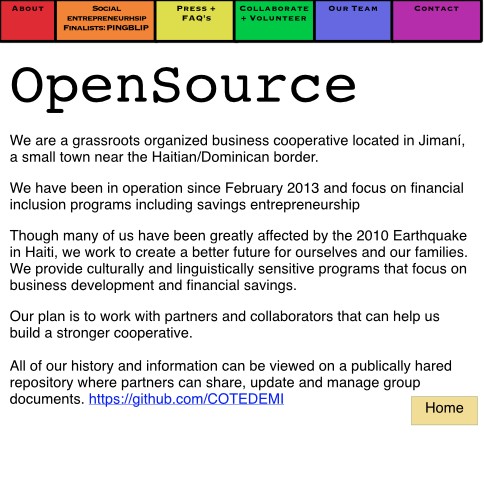 About
Social
entrepreneurhsip
Finalists: PINGBLIP
Press +
FAQ's
Collaborate
+ Volunteer
Our Team
Contact
OpenSource
We are a grassroots organized business cooperative located in Jimaní,
a small town near the Haitian/Dominican border.
We have been in operation since February 2013 and focus on financial
inclusion programs including savings entrepreneurship
Though many of us have been greatly affected by the 2010 Earthquake
in Haiti, we work to create a better future for ourselves and our families.
We provide culturally and linguistically sensitive programs that focus on
business development and financial savings.
Our plan is to work with partners and collaborators that can help us
build a stronger cooperative.
All of our history and information can be viewed on a publically hared
repository where partners can share, update and manage group
documents. https://github.com/COTEDEMI
Home